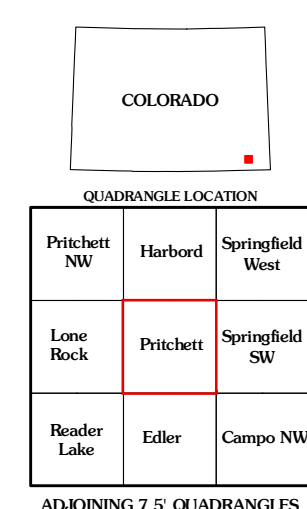 COLORADO
QUADRANGLE LOCATION
Pritchett NW
Harbord
Springfield West
Lone Rock
Pritchett
Springfield SW
Reader Lake
Edler
Campo NW
ADJOINING 7.5' QUADRANGLES